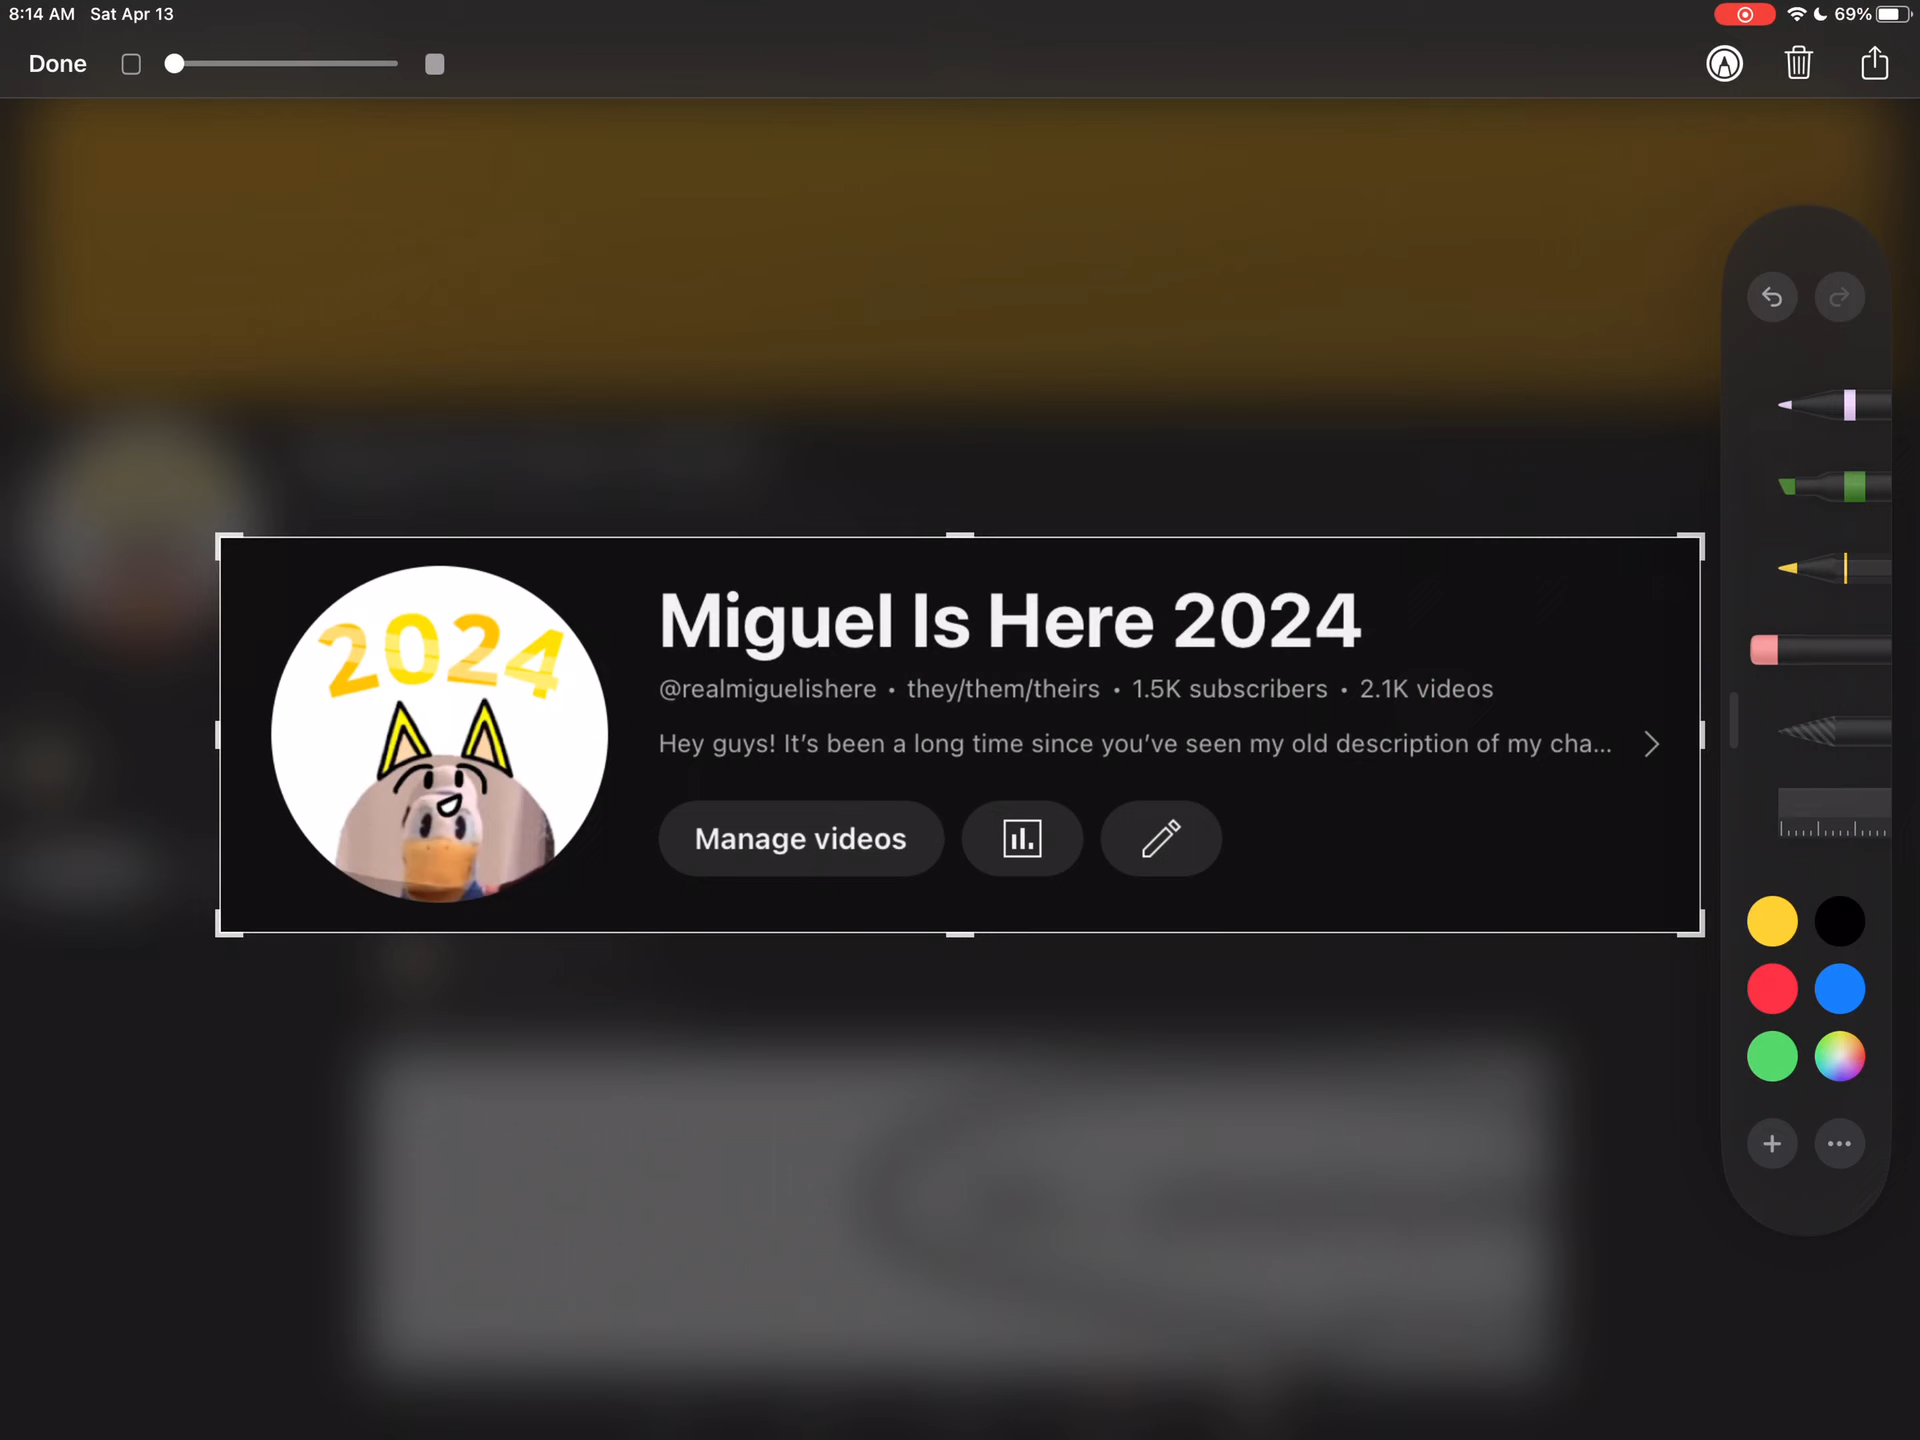 8:14 AM Sat Apr 13
69%
Done
2024
Miguel Is Here 2024
@realmiguelishere • they/them/theirs • 1.5K subscribers • 2.1K videos
Hey guys! It's been a long time since you've seen my old description of my cha...
Manage videos